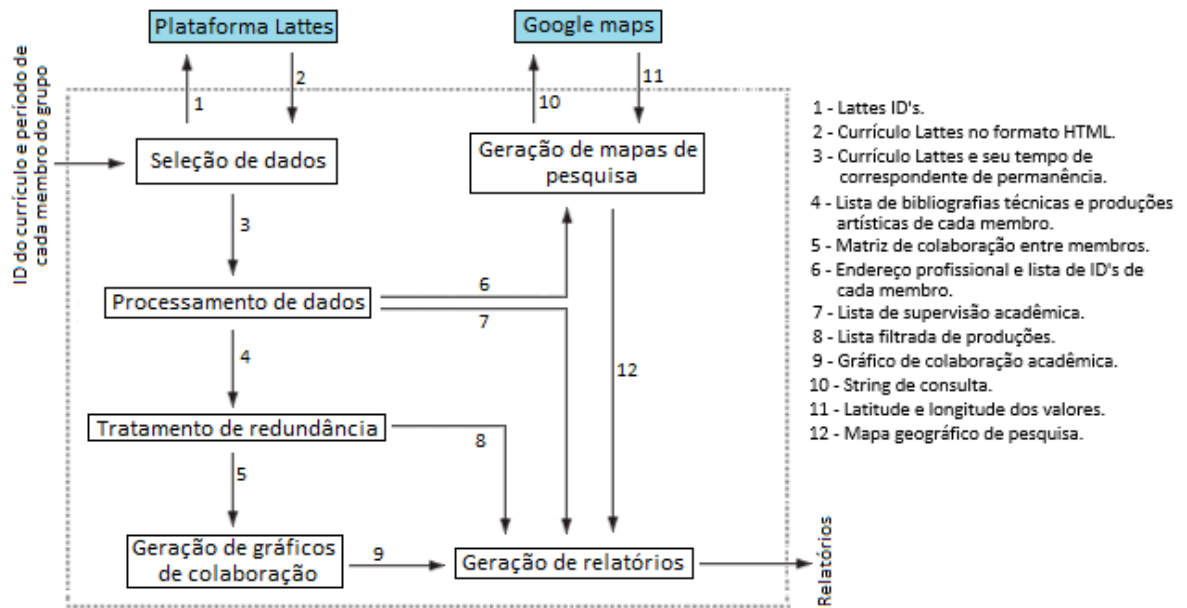 Plataforma Lattes
Google maps
ID do currículo e período de
cada membro do grupo
1
2
10
11
Seleção de dados
Geração de mapas de
pesquisa
3
Processamento de dados
6
7
4
12
Tratamento de redundância
8
5
Geração de gráficos
de colaboração
9
Geração de relatórios
Relatórios
1 - Lattes ID's.
2 - Currículo Lattes no formato HTML.
3 - Currículo Lattes e seu tempo de
correspondente de permanência.
4 - Lista de bibliografias técnicas e produções
artísticas de cada membro.
5 - Matriz de colaboração entre membros.
6 - Endereço profissional e lista de ID's de
cada membro.
7 - Lista de supervisão acadêmica.
8 - Lista filtrada de produções.
9 - Gráfico de colaboração acadêmica.
10 - String de consulta.
11 - Latitude e longitude dos valores.
12 - Mapa geográfico de pesquisa.